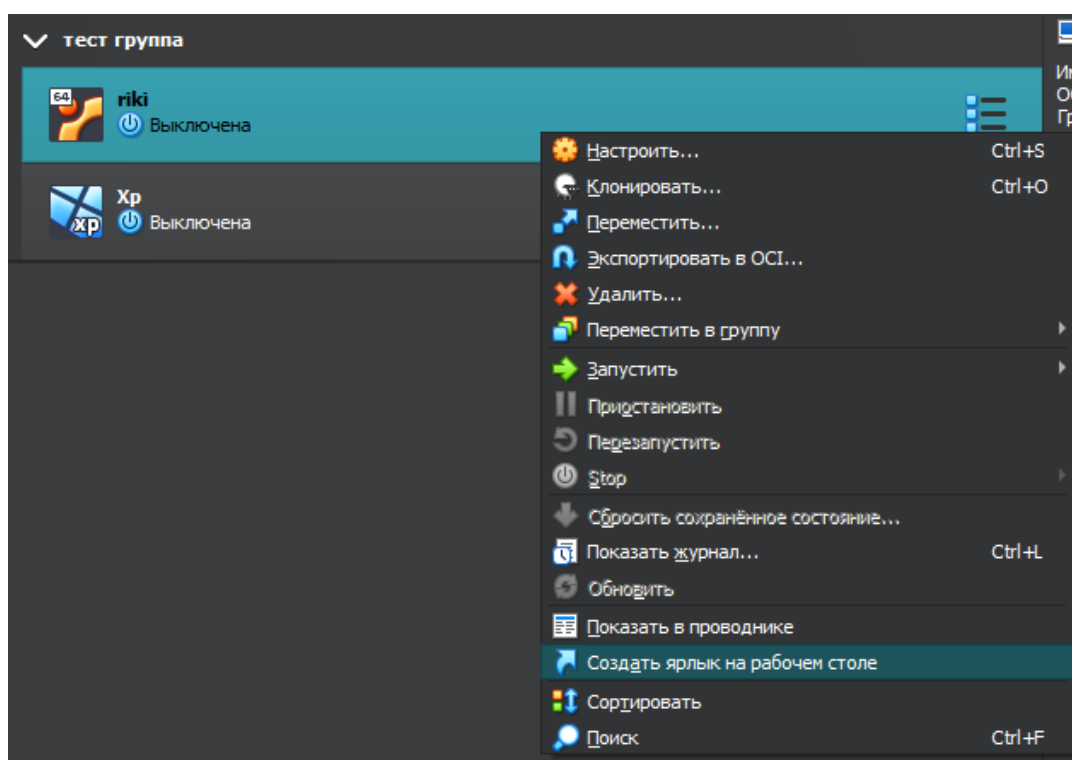 тест группа
64
riki
Выключена
Xp
xp
Выключена
Настроить... Ctrl+S
Клонировать... Ctrl+O
Переместить...
Экспортировать в OCI...
Удалить...
Переместить в группу
Запустить
Приостановить
Перезапустить
Stop
Сбросить сохранённое состояние...
Показать журнал... Ctrl+L
Обновить
Показать в проводнике
Создать ярлык на рабочем столе
Сортировать
Поиск Ctrl+F